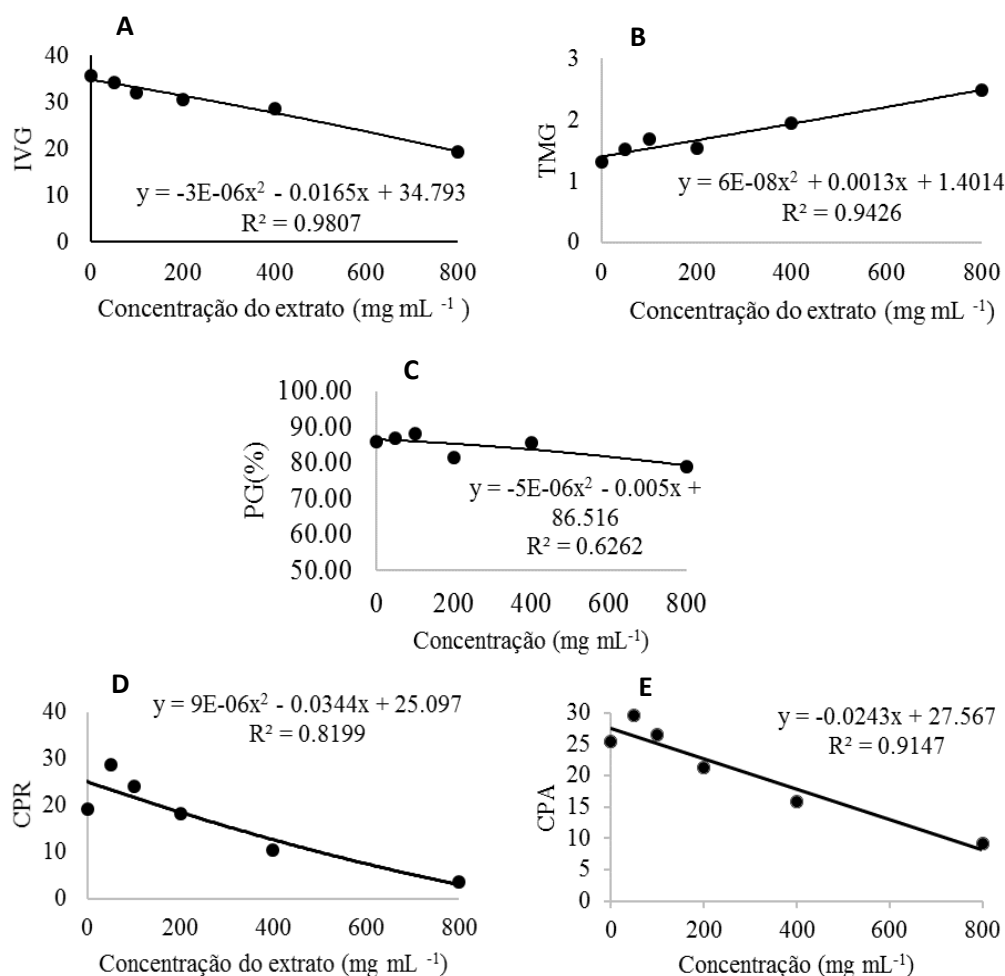 A
40
30
20
10
0
IVG
y = -3E-06x² - 0.0165x + 34.793
R² = 0.9807
0 200 400 600 800
Concentração do extrato (mg mL ⁻¹ )
B
3
2
1
0
TMG
y = 6E-08x² + 0.0013x + 1.4014
R² = 0.9426
0 200 400 600 800
Concentração do extrato (mg mL ⁻¹)
C
100.00
90.00
80.00
70.00
60.00
50.00
PG(%)
y = -5E-06x² - 0.005x +
86.516
R² = 0.6262
0 200 400 600 800
Concentração (mg mL⁻¹)
D
y = 9E-06x² - 0.0344x + 25.097
R² = 0.8199
40
30
20
10
0
CPR
0 200 400 600 800
Concentração do extrato (mg mL ⁻¹)
E
y = -0.0243x + 27.567
R² = 0.9147
30
25
20
15
10
5
0
CPA
0 200 400 600 800
Concentração (mg mL⁻¹)